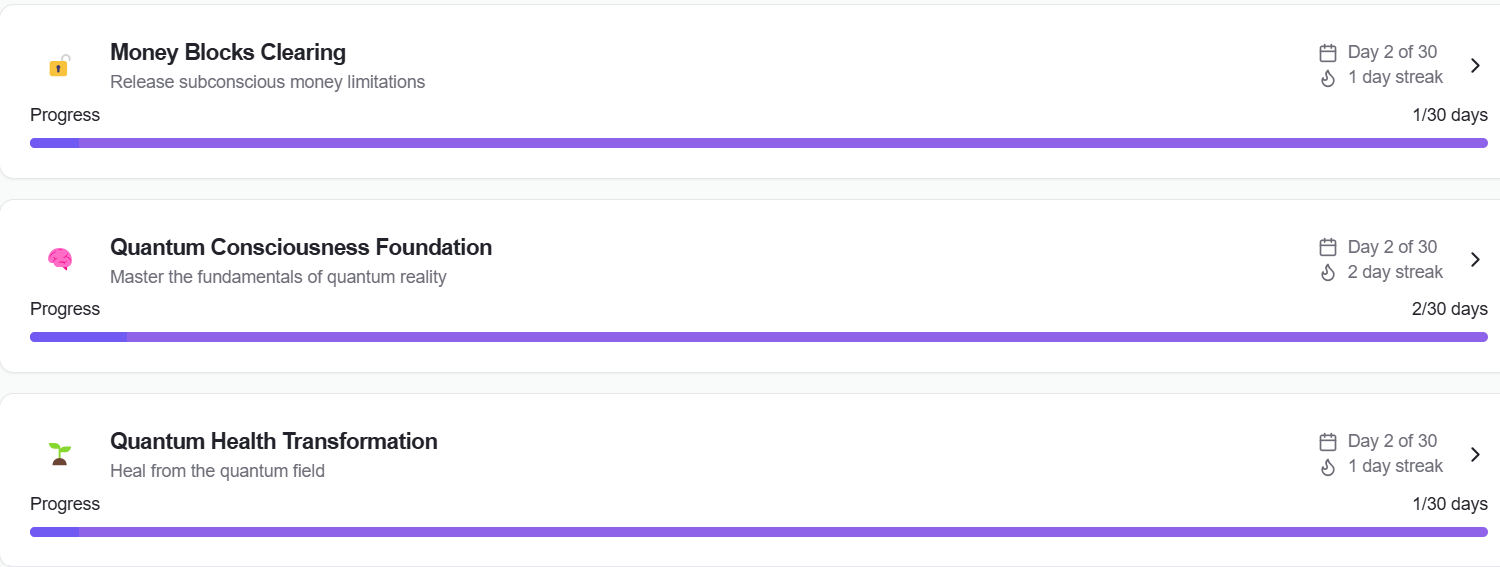 Money Blocks Clearing
Release subconscious money limitations
Day 2 of 30
1 day streak
Progress
1/30 days
Quantum Consciousness Foundation
Master the fundamentals of quantum reality
Day 2 of 30
2 day streak
Progress
2/30 days
Quantum Health Transformation
Heal from the quantum field
Day 2 of 30
1 day streak
Progress
1/30 days